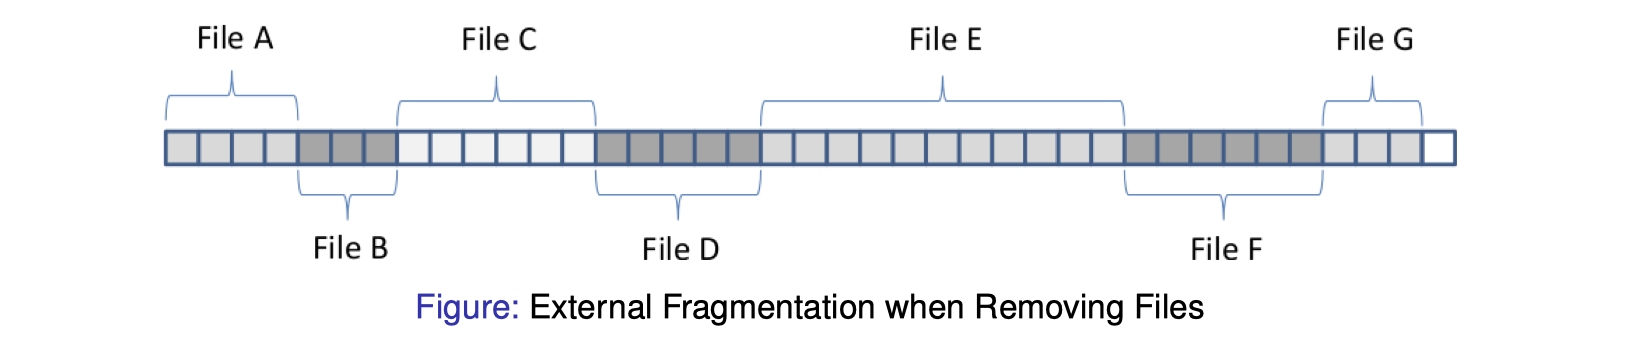 File A
File C
File E
File G
File B
File D
File F
Figure: External Fragmentation when Removing Files